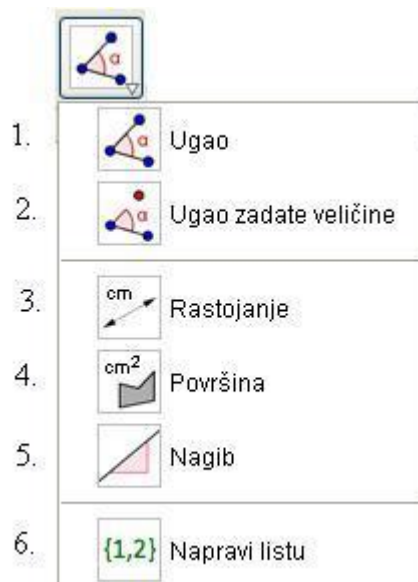 α
1. α Ugao
2. α Ugao zadate veličine
3. cm Rastojanje
4. cm² Površina
5. Nagib
6. {1,2} Napravi listu